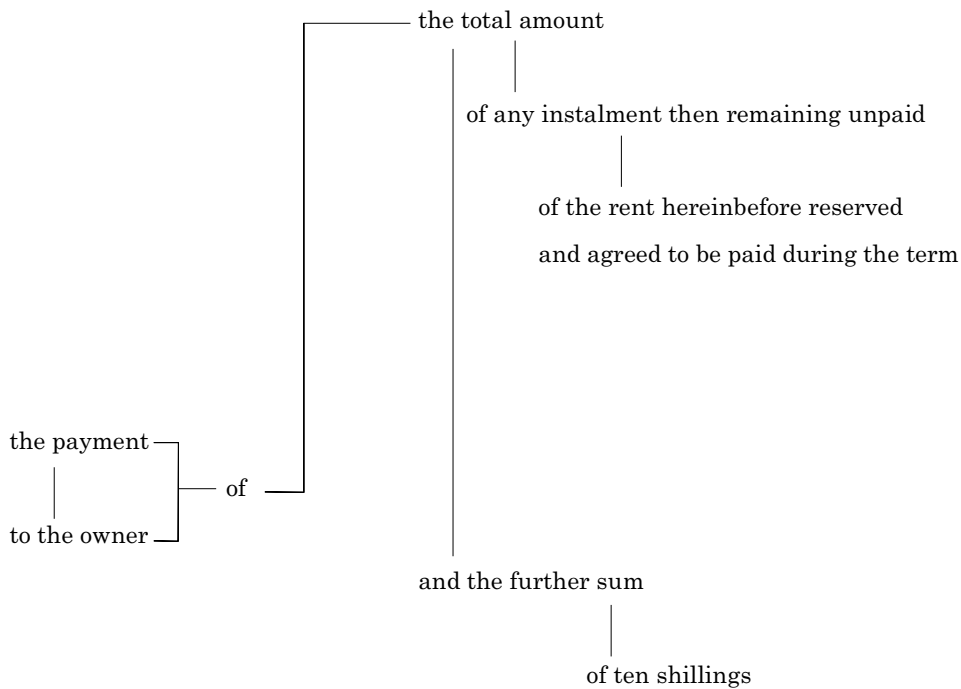 the total amount
of any instalment then remaining unpaid
of the rent hereinbefore reserved
and agreed to be paid during the term
the payment
of
to the owner
and the further sum
of ten shillings